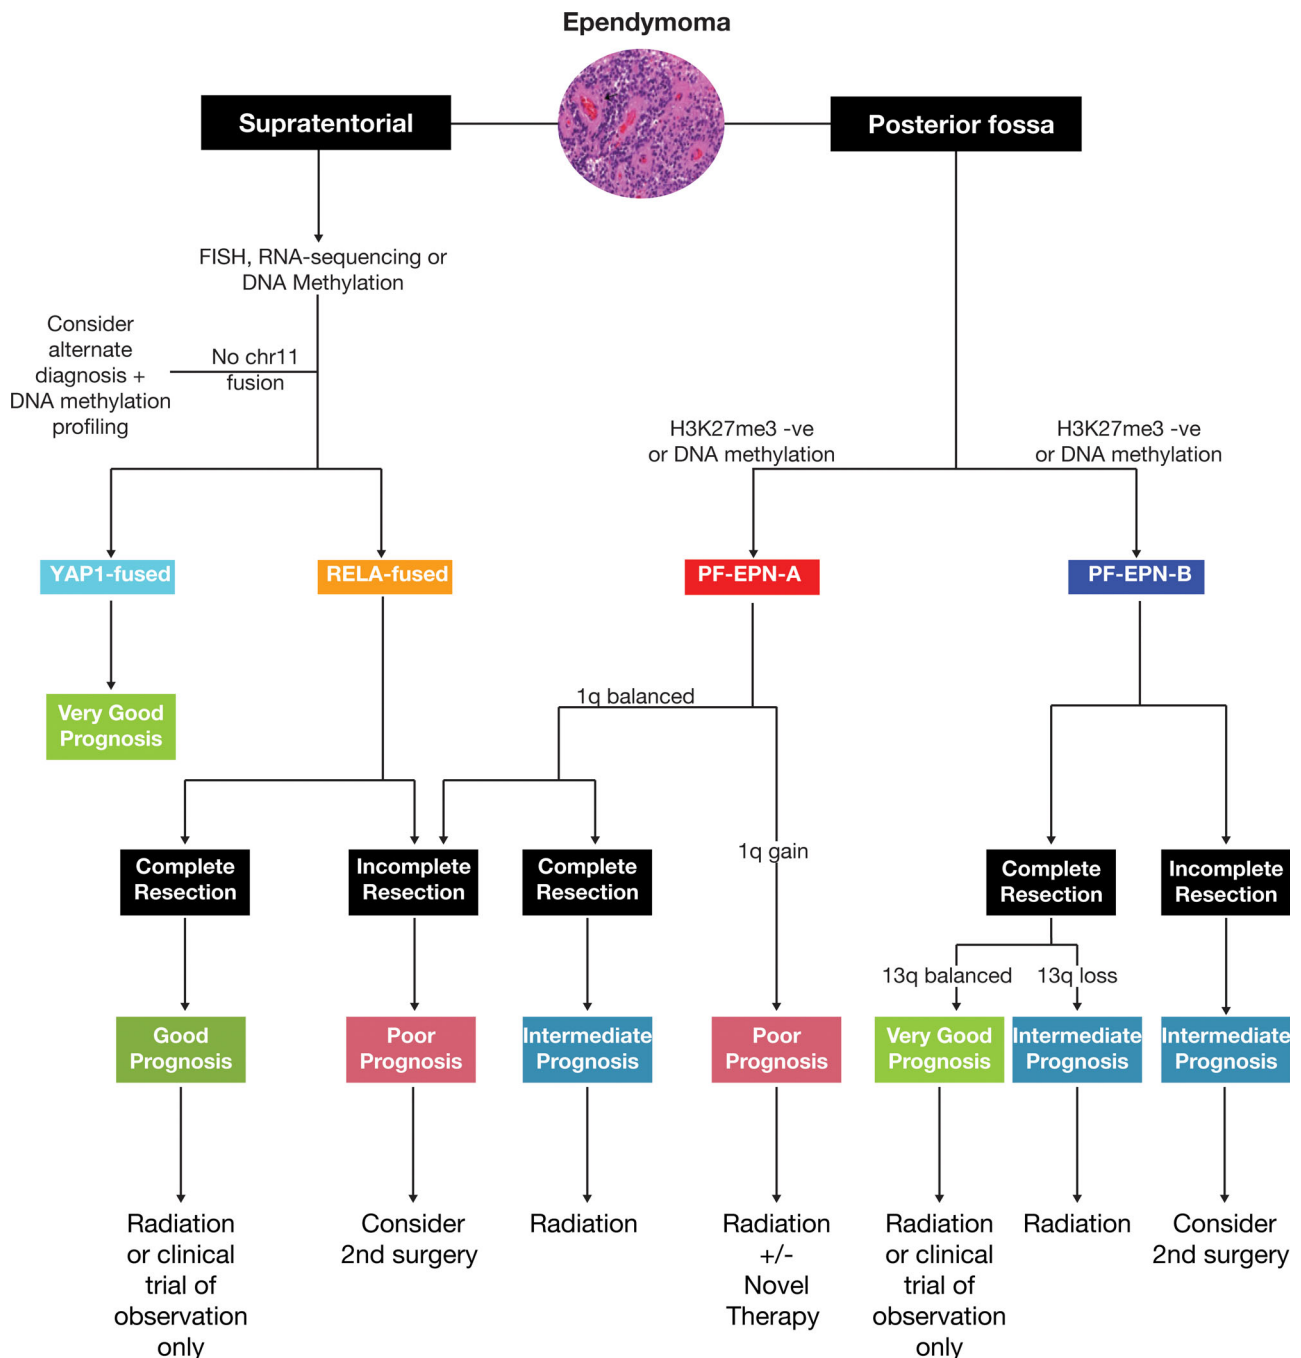 Ependymoma
Supratentorial
Posterior fossa
FISH, RNA-sequencing or
DNA Methylation
Consider
alternate
diagnosis +
DNA methylation
profiling
No chr11
fusion
H3K27me3 -ve
or DNA methylation
H3K27me3 -ve
or DNA methylation
YAP1-fused
RELA-fused
PF-EPN-A
PF-EPN-B
Very Good
Prognosis
1q balanced
1q gain
Complete
Resection
Incomplete
Resection
Complete
Resection
Complete
Resection
Incomplete
Resection
13q balanced
13q loss
Good
Prognosis
Poor
Prognosis
Intermediate
Prognosis
Poor
Prognosis
Very Good
Prognosis
Intermediate
Prognosis
Intermediate
Prognosis
Radiation
or clinical
trial of
observation
only
Consider
2nd surgery
Radiation
Radiation
+/-
Novel
Therapy
Radiation
or clinical
trial of
observation
only
Radiation
Consider
2nd surgery